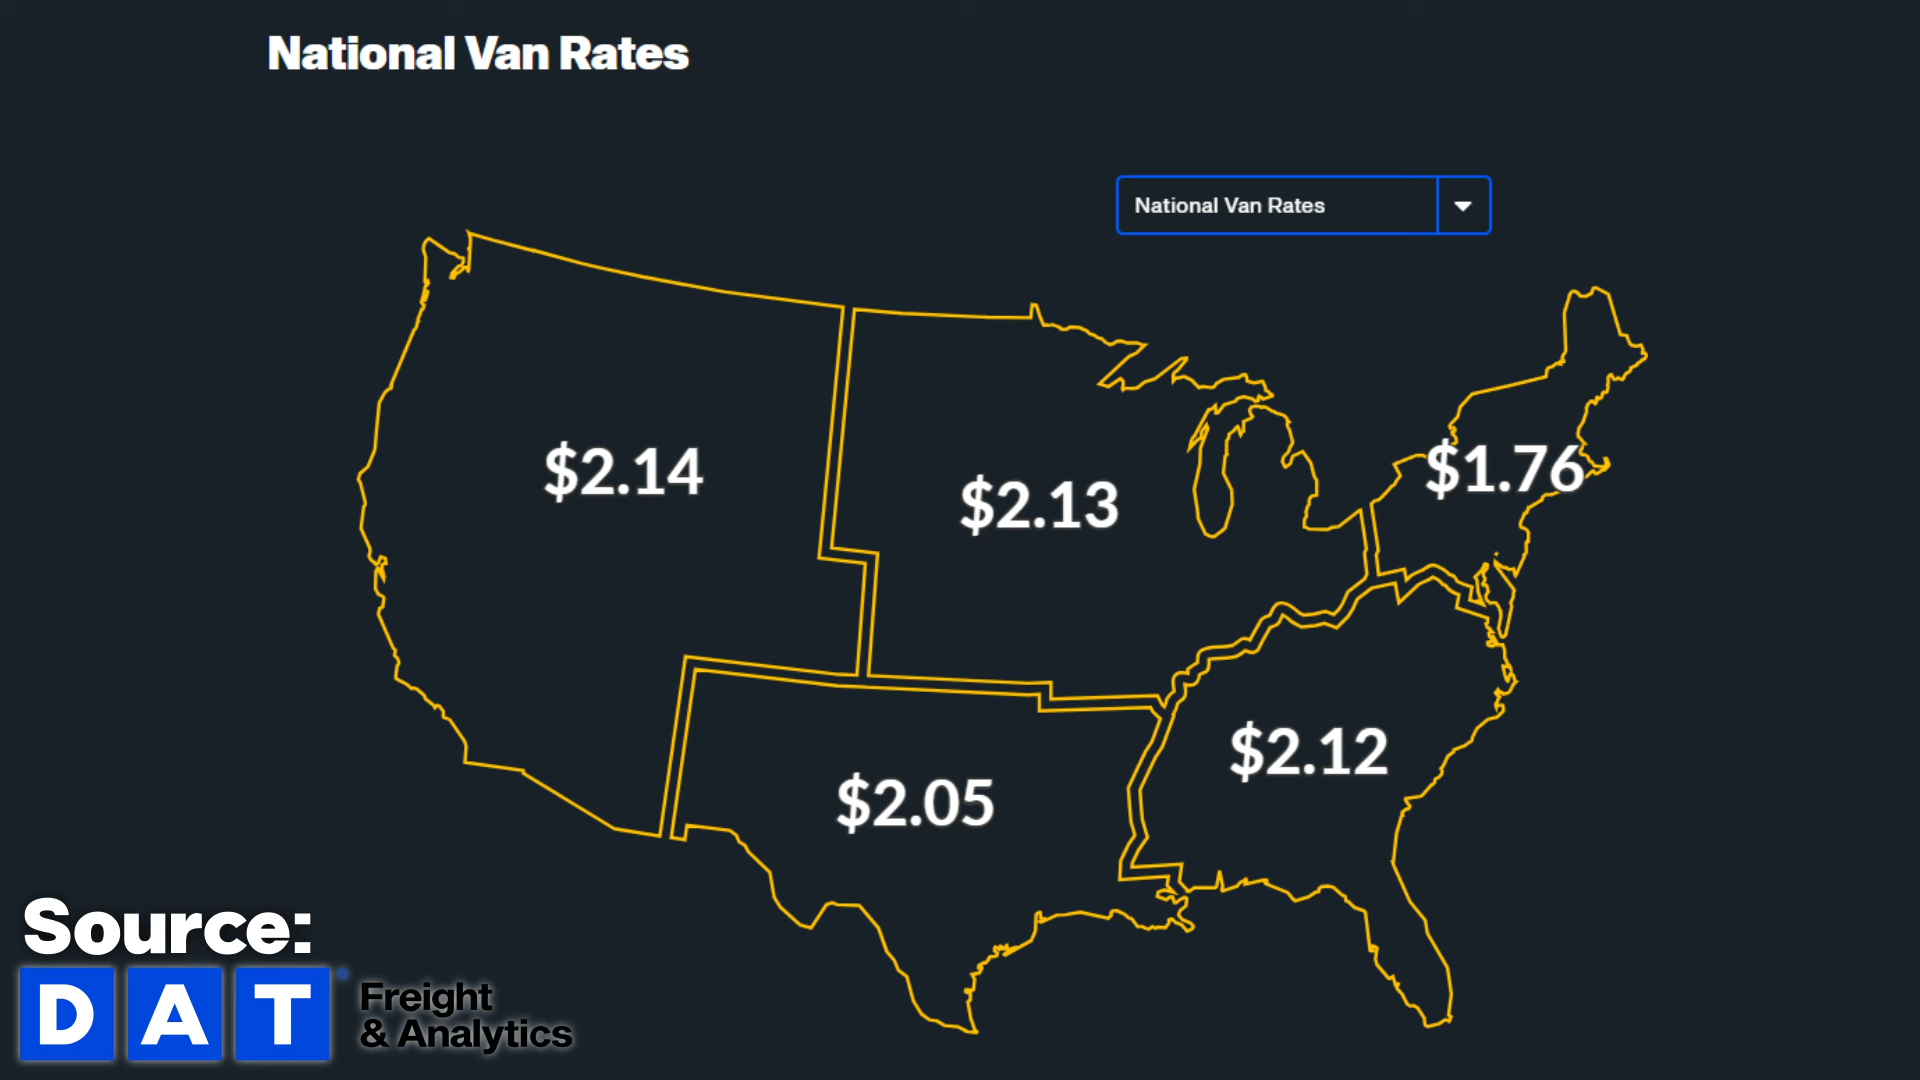 National Van Rates
National Van Rates
$2.14
$2.13
$1.76
$2.12
$2.05
Source:
DAT
Freight
& Analytics